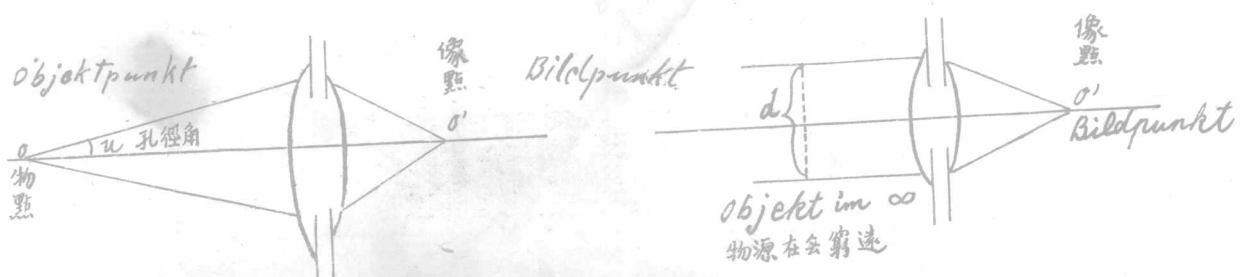 Objektpunkt
像點
Bildpunkt
O'
u 孔徑角
O
物點
像點
O'
Bildpunkt
d
Objekt im ∞
物源在無窮遠